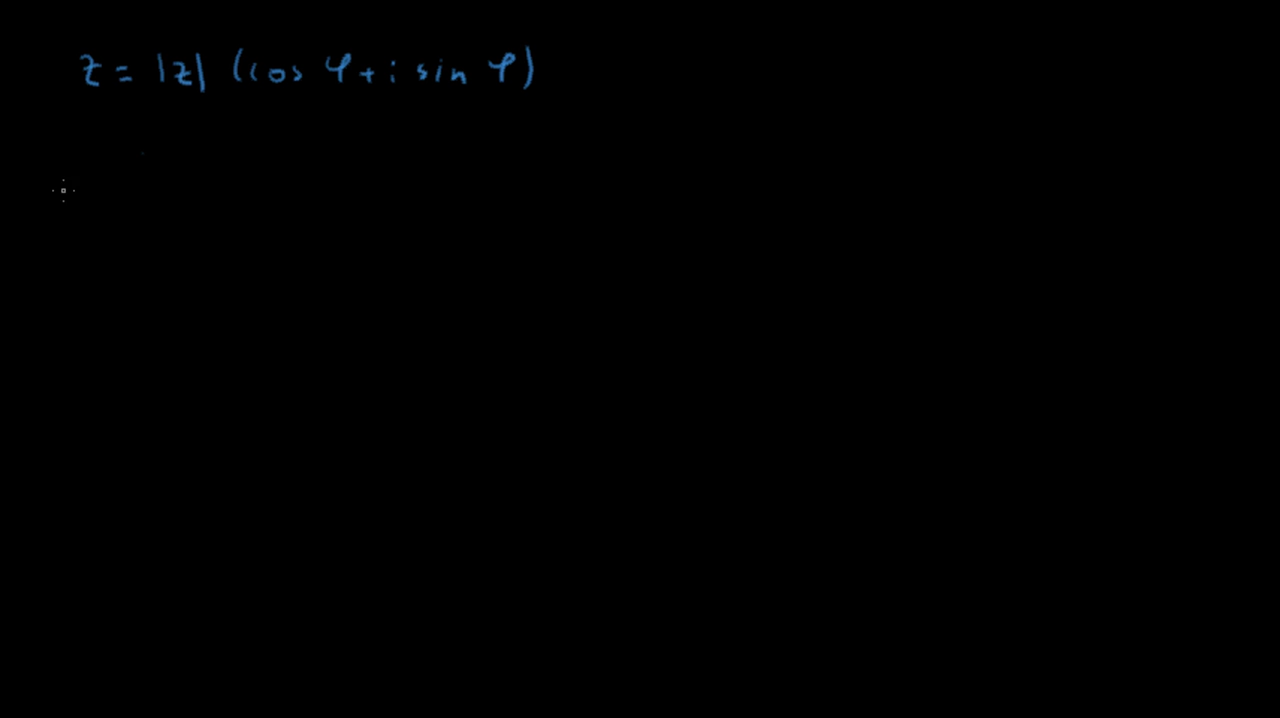 z = |z| (cos φ + i sin φ)